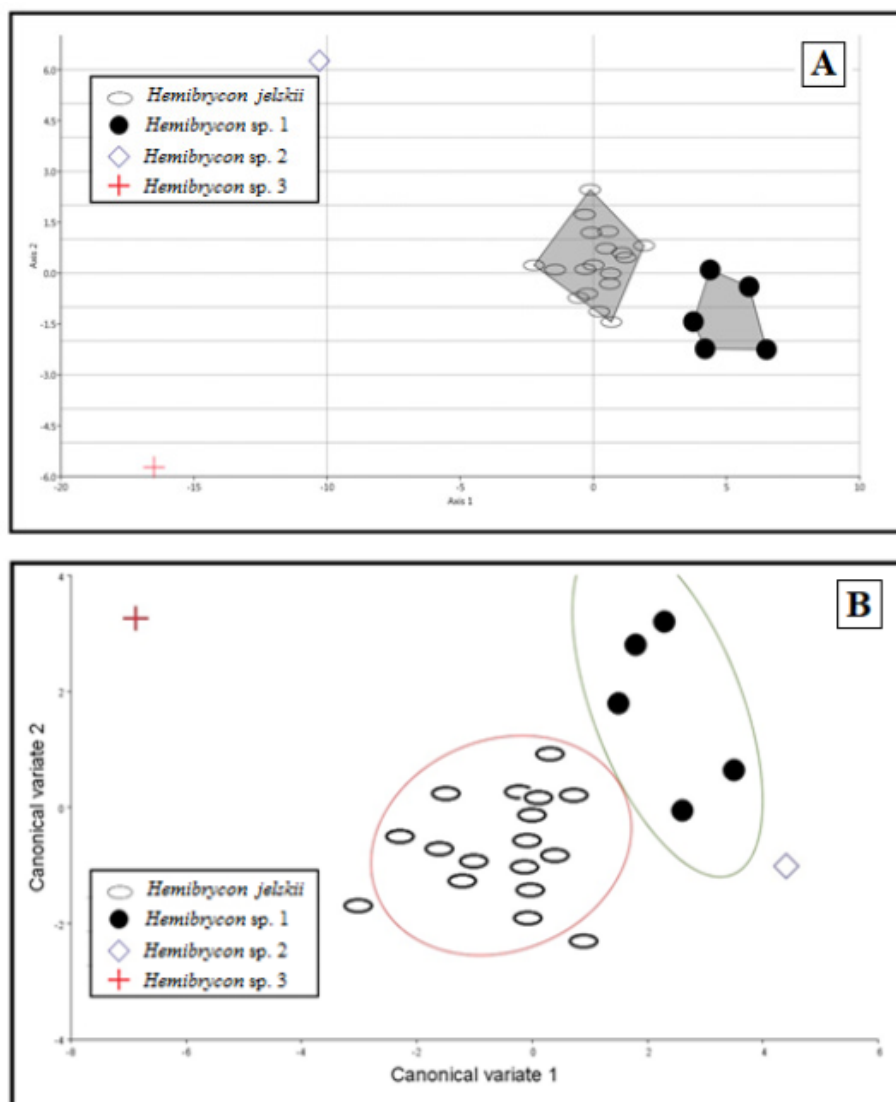 A
6.0
Hemibrycon jelskii
4.5
Hemibrycon sp. 1
Hemibrycon sp. 2
3.0
Hemibrycon sp. 3
1.5
Axis 2
0.0
-1.5
-3.0
-4.5
-6.0
-20 -15 -10 -5 0 5 10
Axis 1
B
4
2
Canonical variate 2
0
Hemibrycon jelskii
Hemibrycon sp. 1
-2
Hemibrycon sp. 2
Hemibrycon sp. 3
-4
-8 -6 -4 -2 0 2 4 6
Canonical variate 1